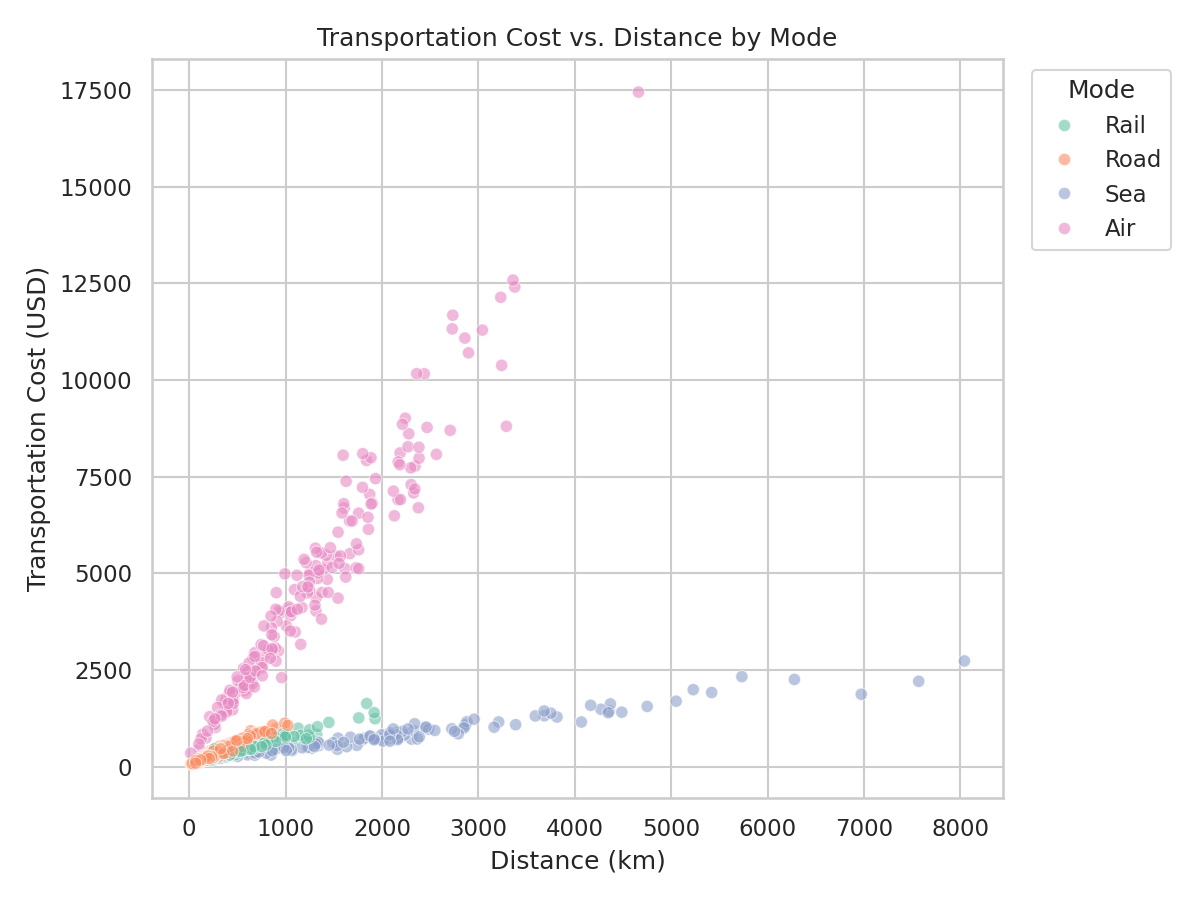 Transportation Cost vs. Distance by Mode
Transportation Cost (USD)
17500
15000
12500
10000
7500
5000
2500
0
0 1000 2000 3000 4000 5000 6000 7000 8000
Distance (km)
Mode
Rail
Road
Sea
Air